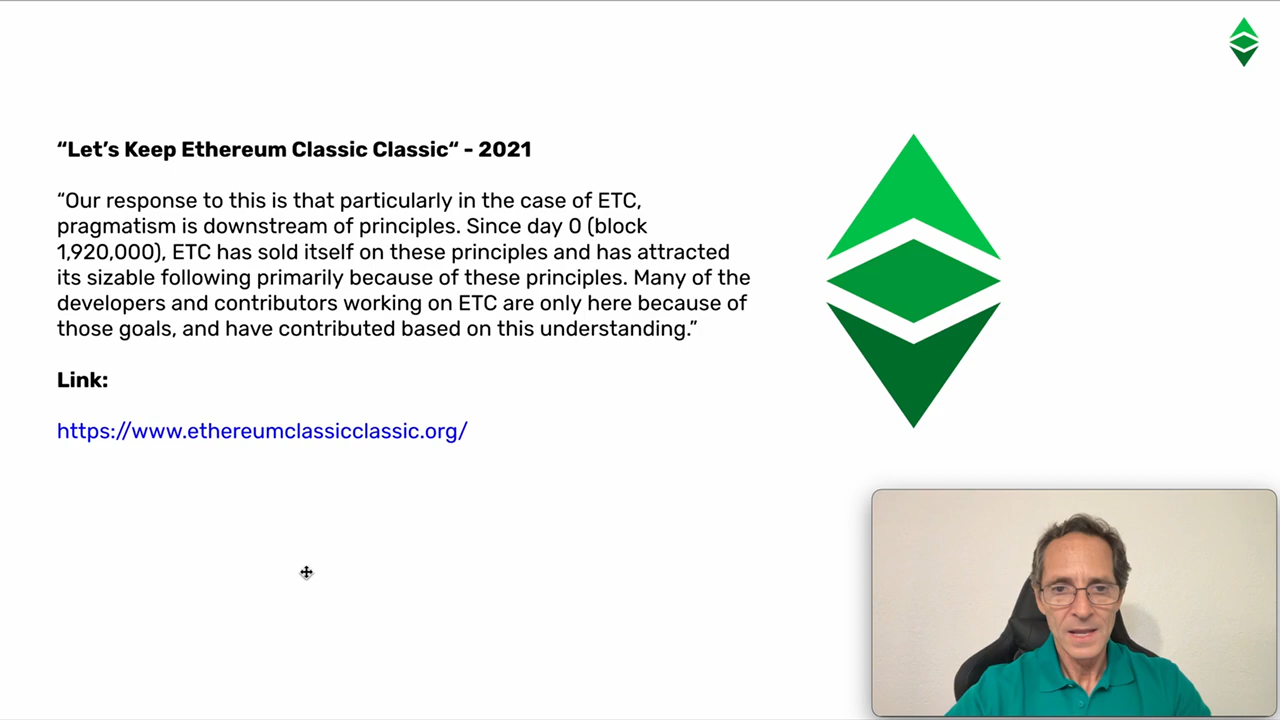 “Let’s Keep Ethereum Classic Classic“ - 2021
“Our response to this is that particularly in the case of ETC,
pragmatism is downstream of principles. Since day 0 (block
1,920,000), ETC has sold itself on these principles and has attracted
its sizable following primarily because of these principles. Many of the
developers and contributors working on ETC are only here because of
those goals, and have contributed based on this understanding.”
Link:
https://www.ethereumclassicclassic.org/